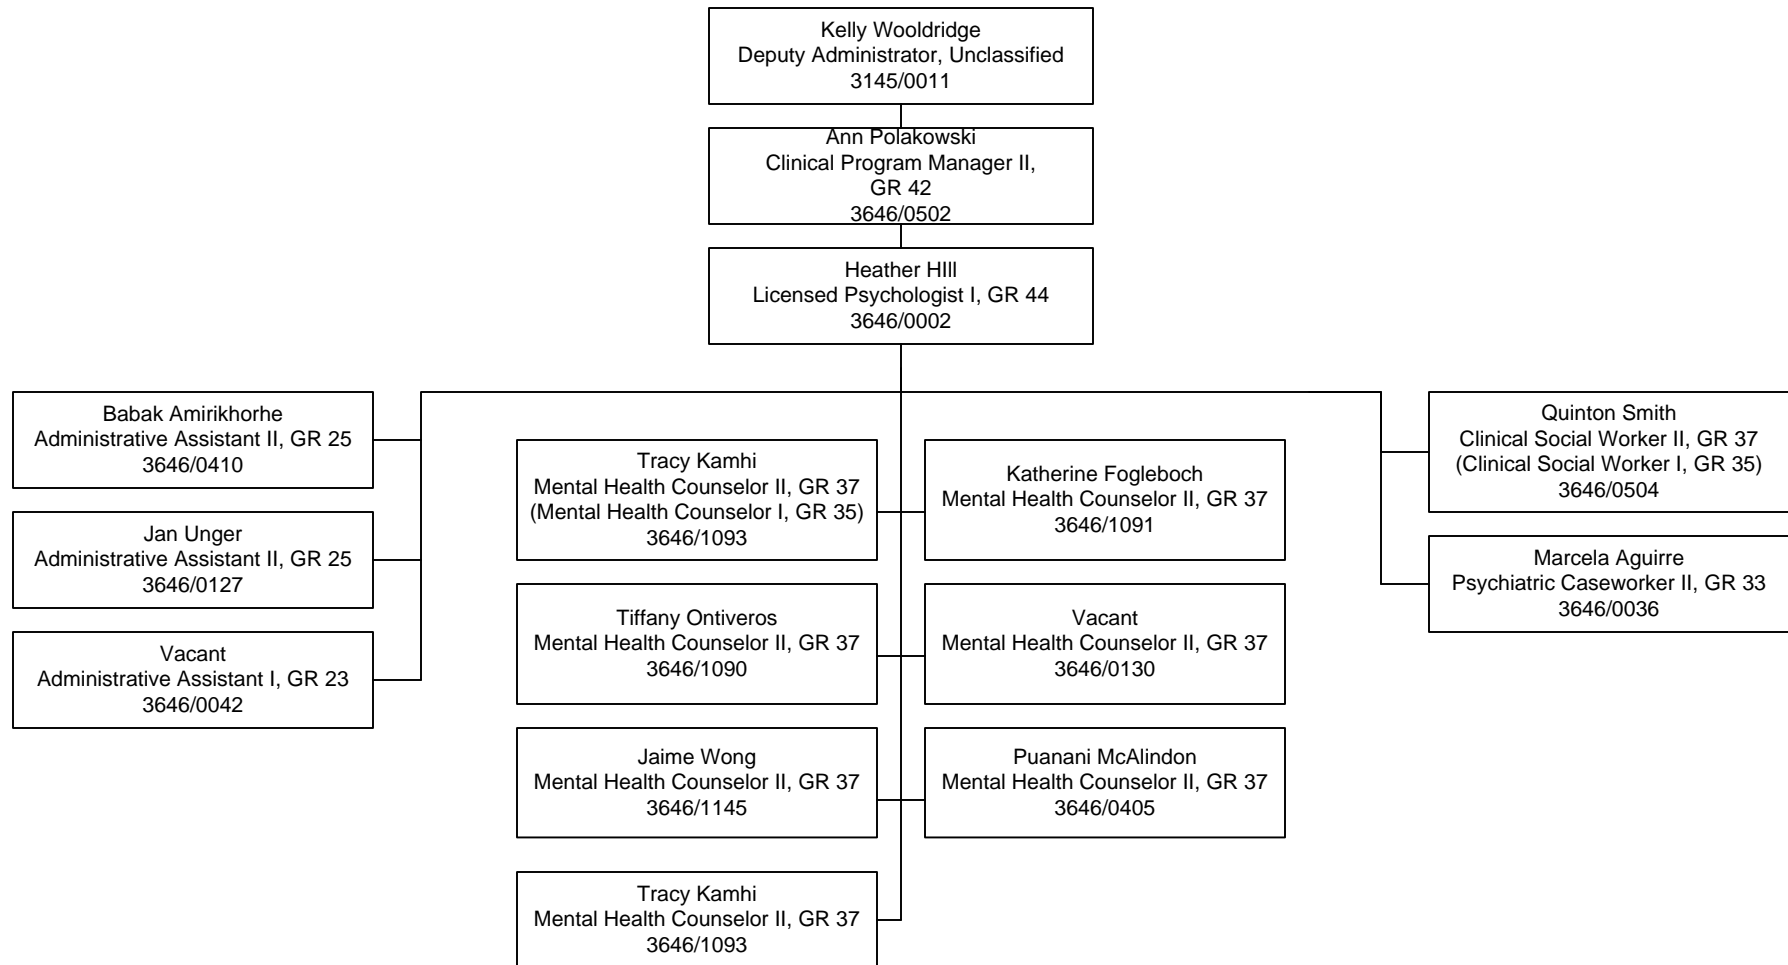 Kelly Wooldridge
Deputy Administrator, Unclassified
3145/0011
Ann Polakowski
Clinical Program Manager II,
GR 42
3646/0502
Heather HIll
Licensed Psychologist I, GR 44
3646/0002
Babak Amirikhorhe
Administrative Assistant II, GR 25
3646/0410
Jan Unger
Administrative Assistant II, GR 25
3646/0127
Vacant
Administrative Assistant I, GR 23
3646/0042
Tracy Kamhi
Mental Health Counselor II, GR 37
(Mental Health Counselor I, GR 35)
3646/1093
Katherine Fogleboch
Mental Health Counselor II, GR 37
3646/1091
Tiffany Ontiveros
Mental Health Counselor II, GR 37
3646/1090
Vacant
Mental Health Counselor II, GR 37
3646/0130
Jaime Wong
Mental Health Counselor II, GR 37
3646/1145
Puanani McAlindon
Mental Health Counselor II, GR 37
3646/0405
Tracy Kamhi
Mental Health Counselor II, GR 37
3646/1093
Quinton Smith
Clinical Social Worker II, GR 37
(Clinical Social Worker I, GR 35)
3646/0504
Marcela Aguirre
Psychiatric Caseworker II, GR 33
3646/0036